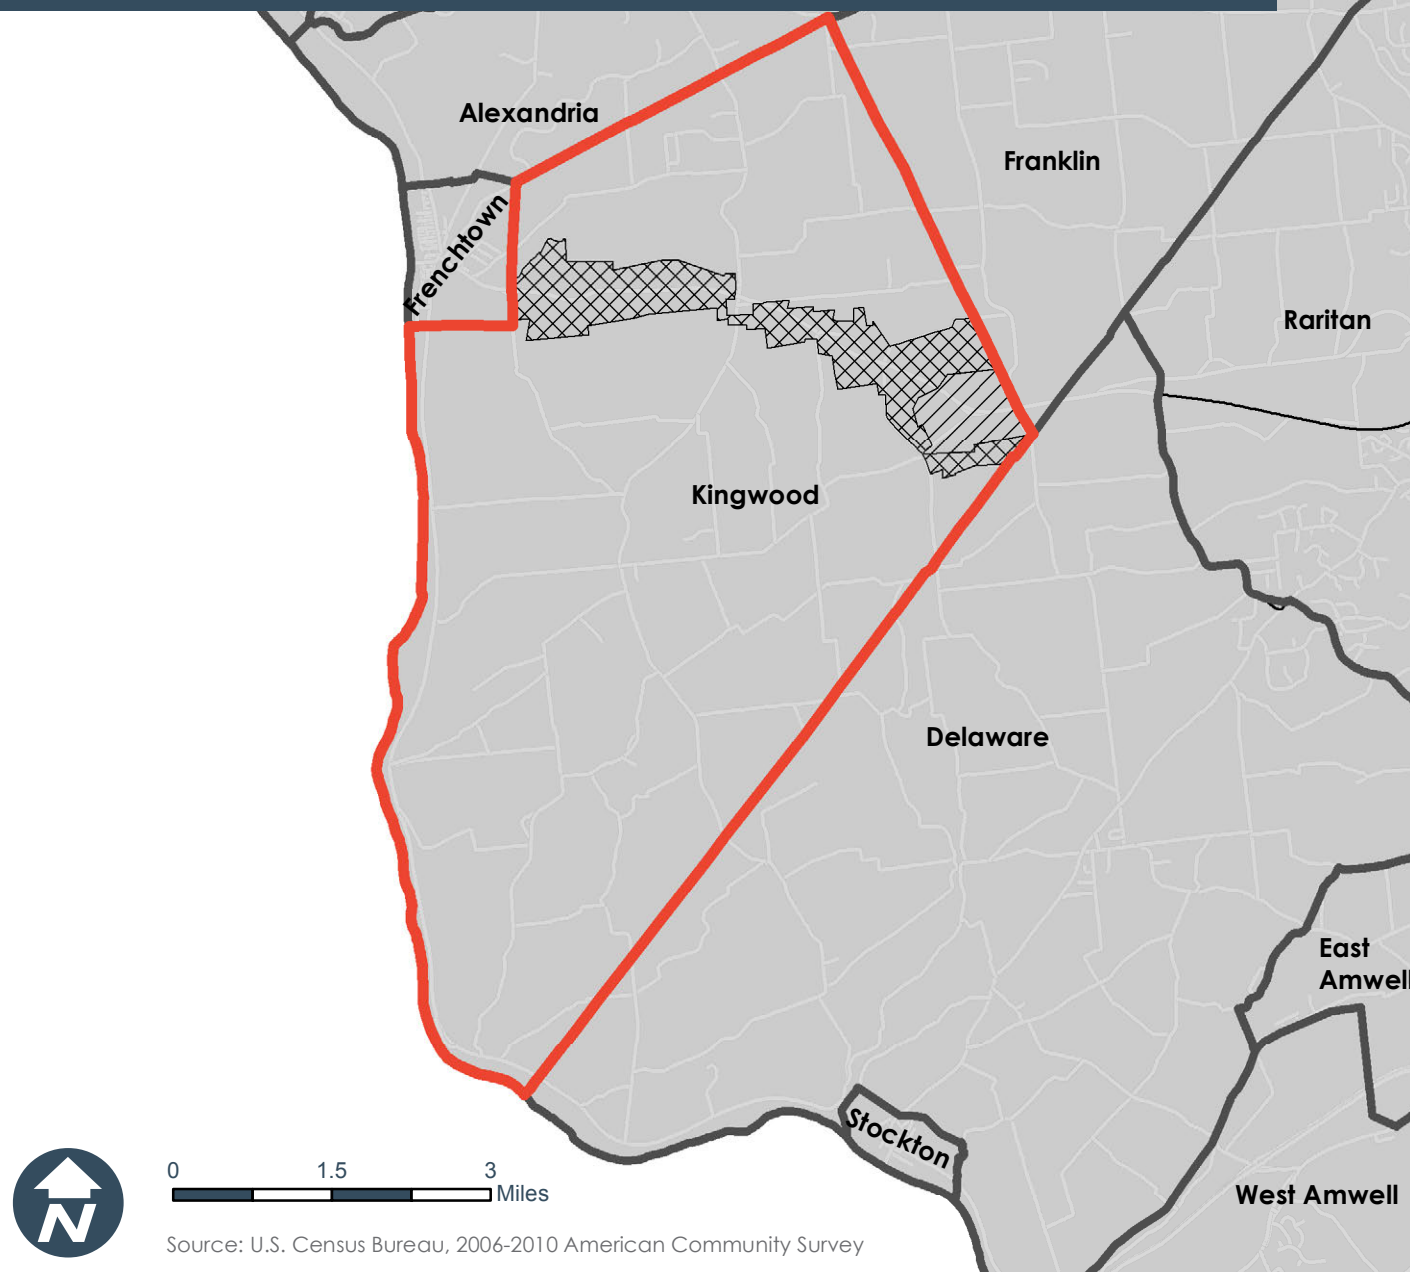 Alexandria
Franklin
Frenchtown
Raritan
Kingwood
Delaware
East
Amwell
Stockton
West Amwell
N
0 1.5 3
Miles
Source: U.S. Census Bureau, 2006-2010 American Community Survey